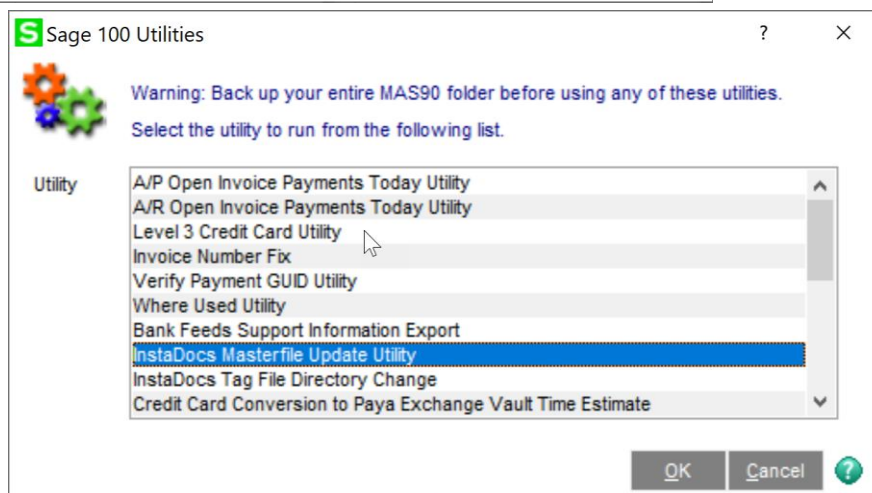 S Sage 100 Utilities ? ×
Warning: Back up your entire MAS90 folder before using any of these utilities.
Select the utility to run from the following list.
Utility
A/P Open Invoice Payments Today Utility
A/R Open Invoice Payments Today Utility
Level 3 Credit Card Utility
Invoice Number Fix
Verify Payment GUID Utility
Where Used Utility
Bank Feeds Support Information Export
InstaDocs Masterfile Update Utility
InstaDocs Tag File Directory Change
Credit Card Conversion to Paya Exchange Vault Time Estimate
OK Cancel ?